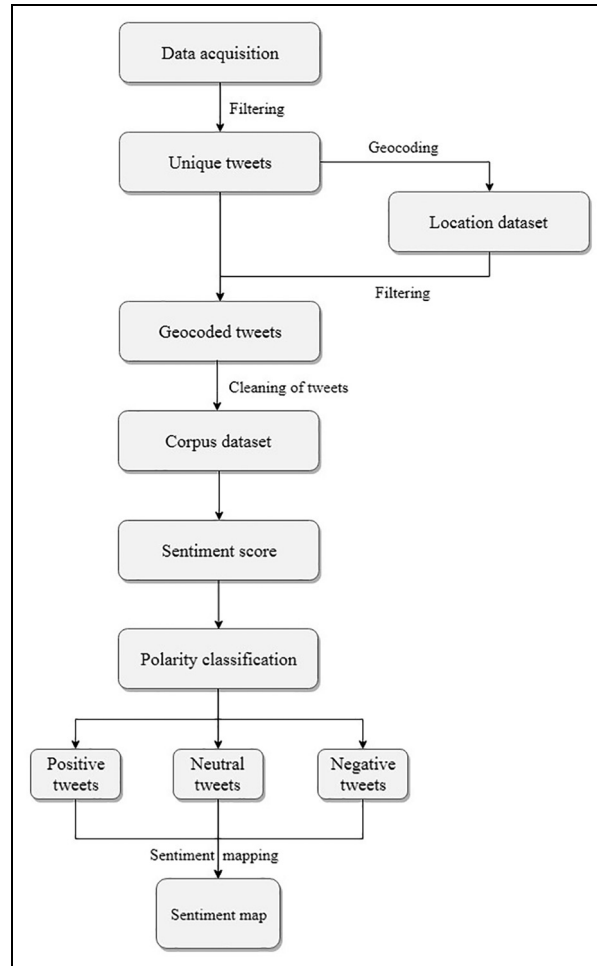 Data acquisition
Filtering
Unique tweets
Geocoding
Location dataset
Filtering
Geocoded tweets
Cleaning of tweets
Corpus dataset
Sentiment score
Polarity classification
Positive
tweets
Neutral
tweets
Negative
tweets
Sentiment mapping
Sentiment map